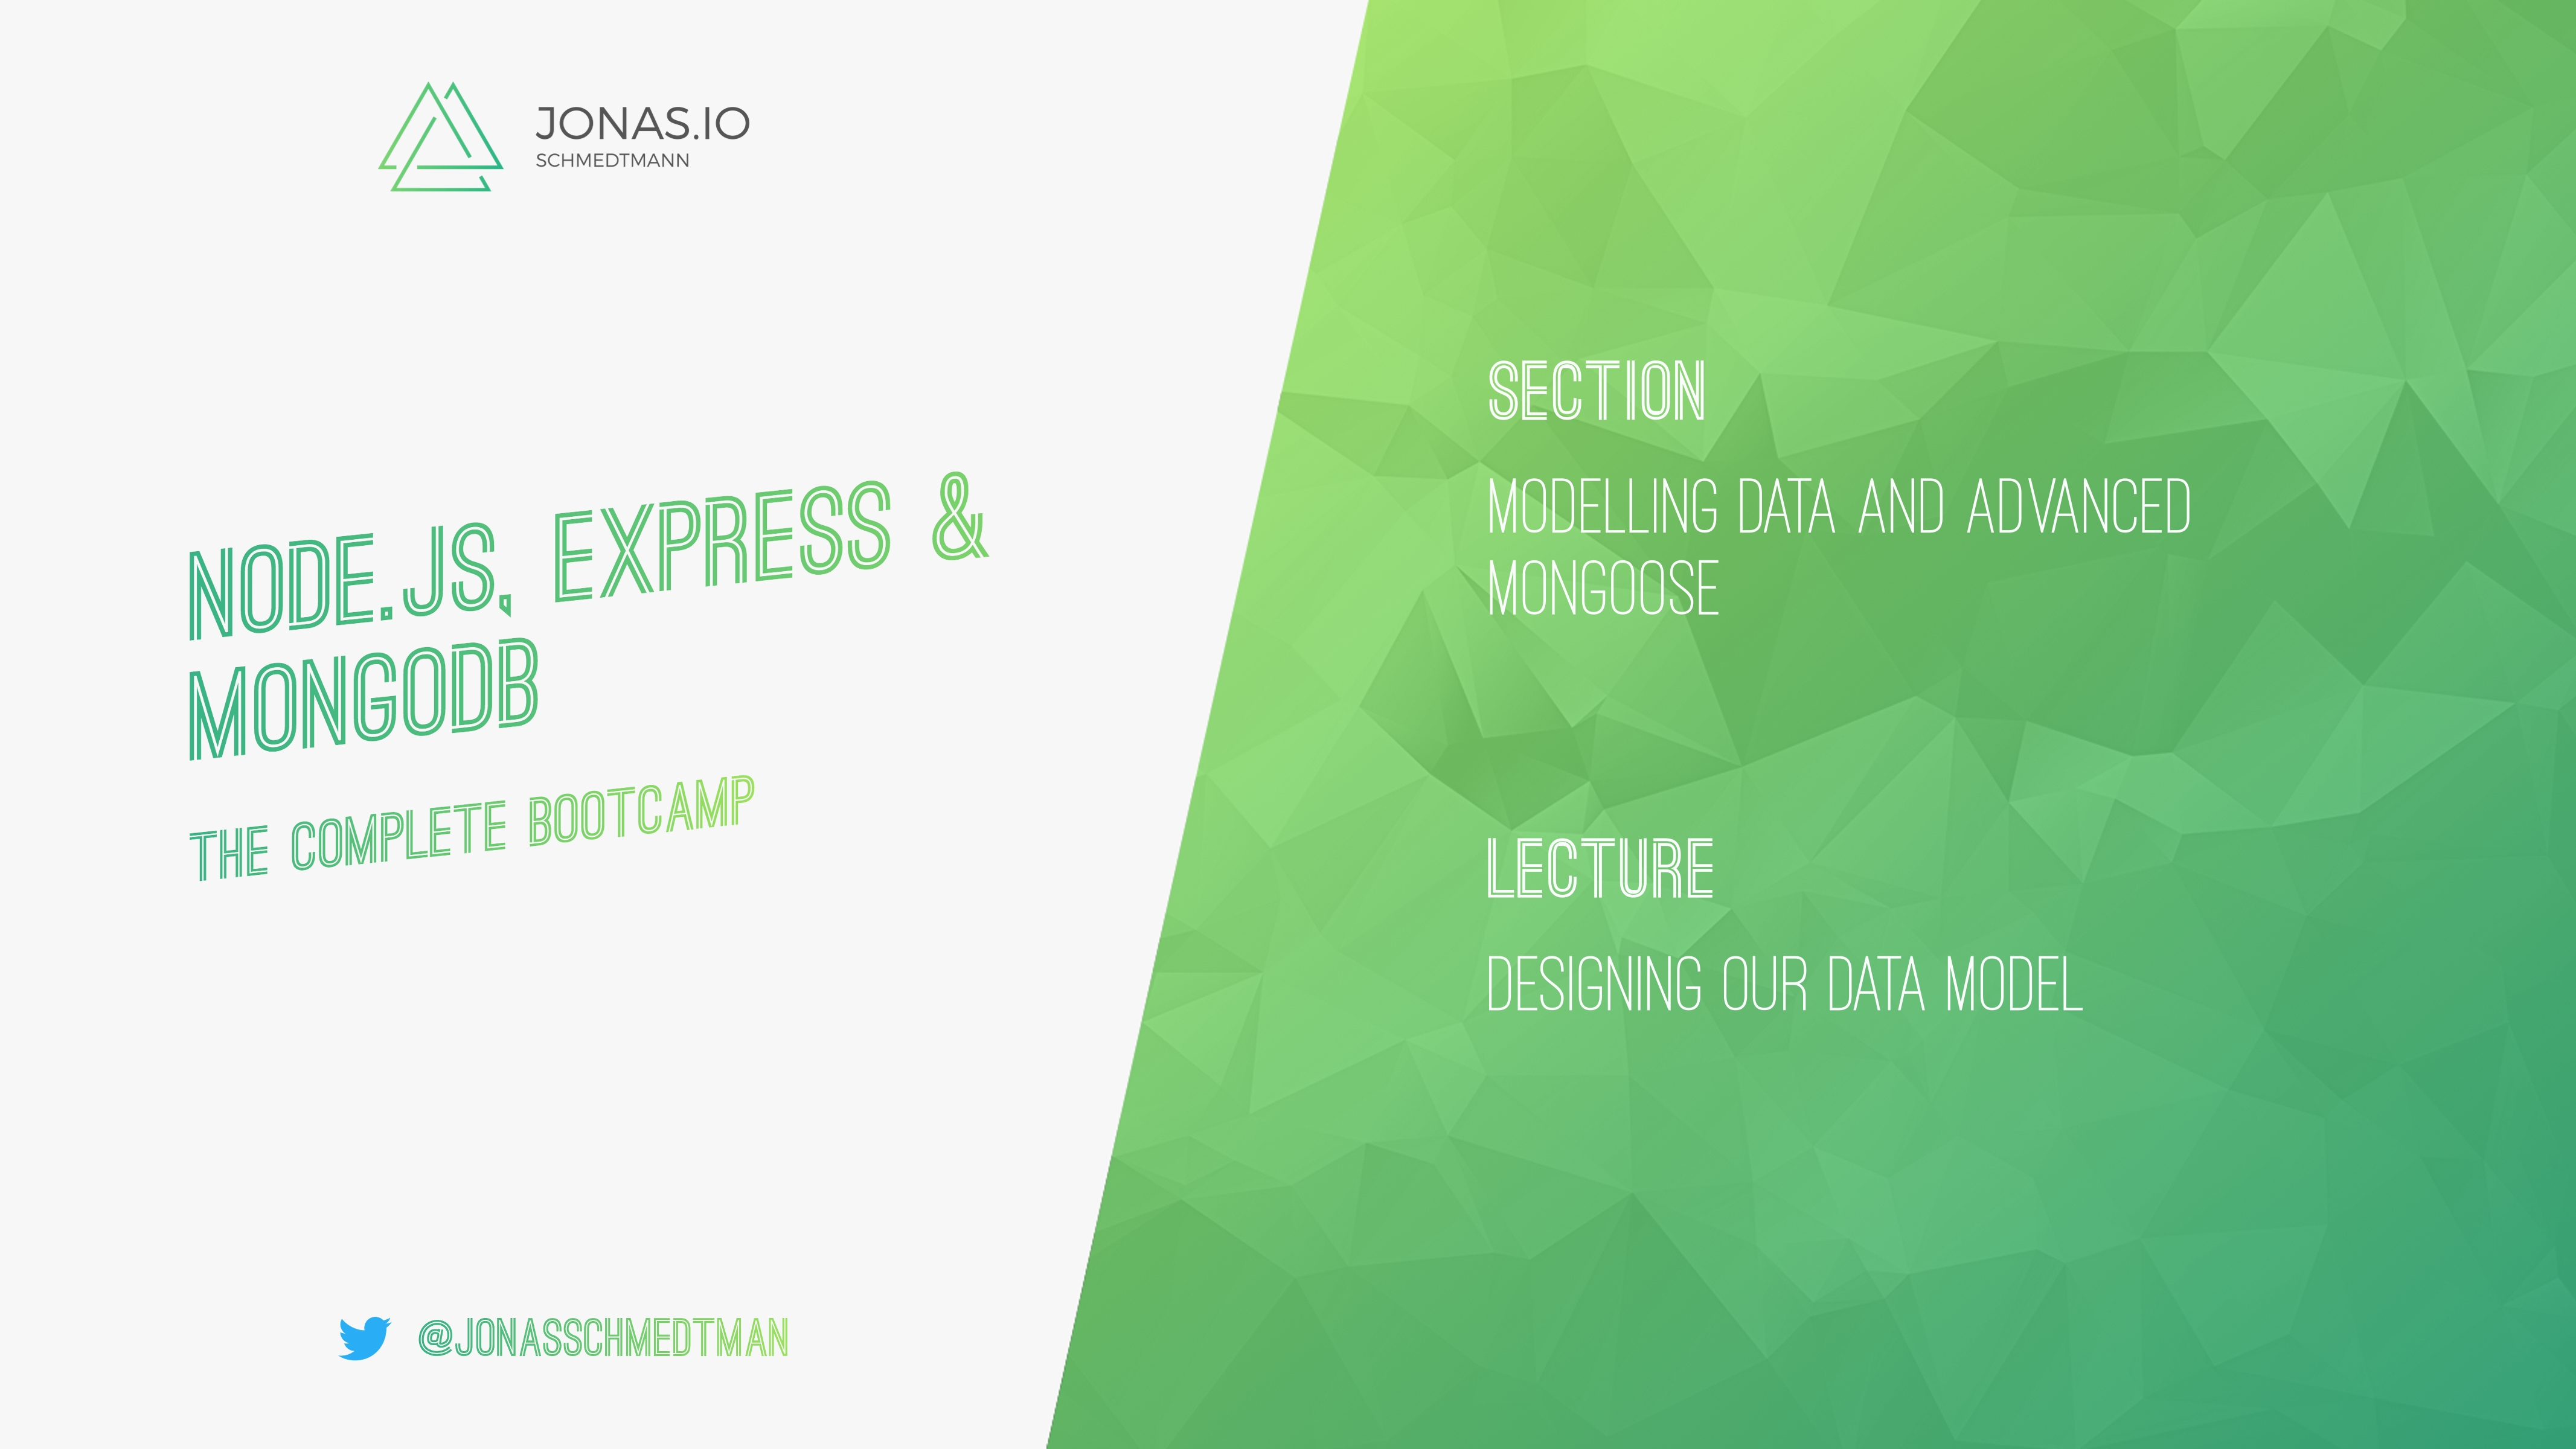 JONAS.IO
SCHMEDTMANN
NODE.JS, EXPRESS &
MONGODB
THE COMPLETE BOOTCAMP
@JONASSCHMEDTMAN
SECTION
MODELLING DATA AND ADVANCED
MONGOOSE
LECTURE
DESIGNING OUR DATA MODEL